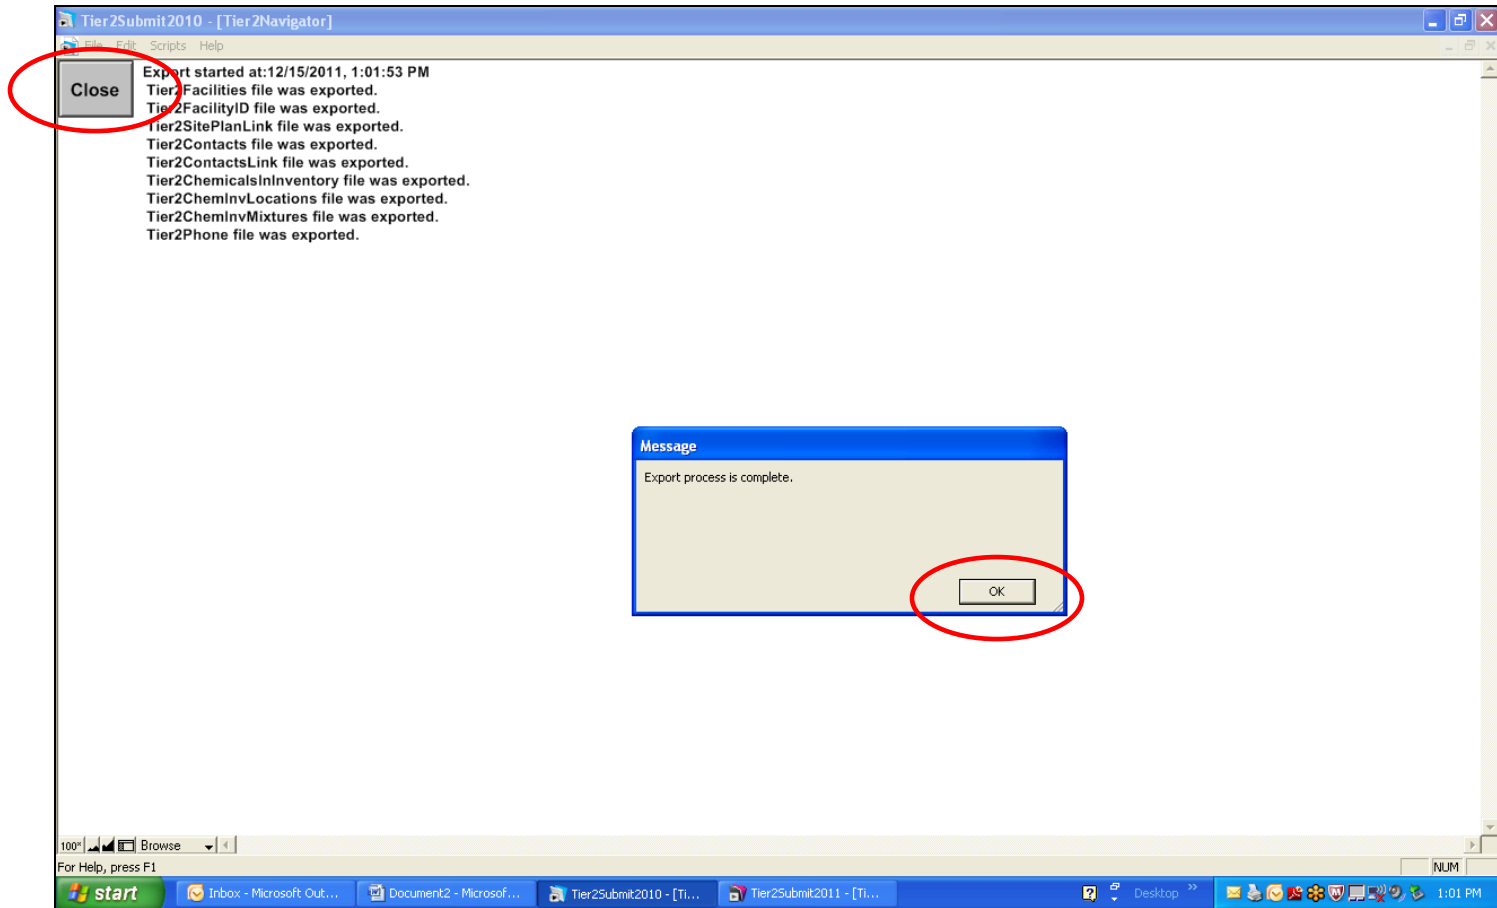 Tier2Submit2010 - [Tier2Navigator]
File Edit Scripts Help
Close
Export started at:12/15/2011, 1:01:53 PM
Tier2Facilities file was exported.
Tier2FacilityID file was exported.
Tier2SitePlanLink file was exported.
Tier2Contacts file was exported.
Tier2ContactsLink file was exported.
Tier2ChemicalsInInventory file was exported.
Tier2ChemInvLocations file was exported.
Tier2ChemInvMixtures file was exported.
Tier2Phone file was exported.
Message
Export process is complete.
OK
100 Browse
For Help, press F1
NUM
start Inbox - Microsoft Out... Document2 - Microsof... Tier2Submit2010 - [Ti... Tier2Submit2011 - [Ti... Desktop » 1:01 PM